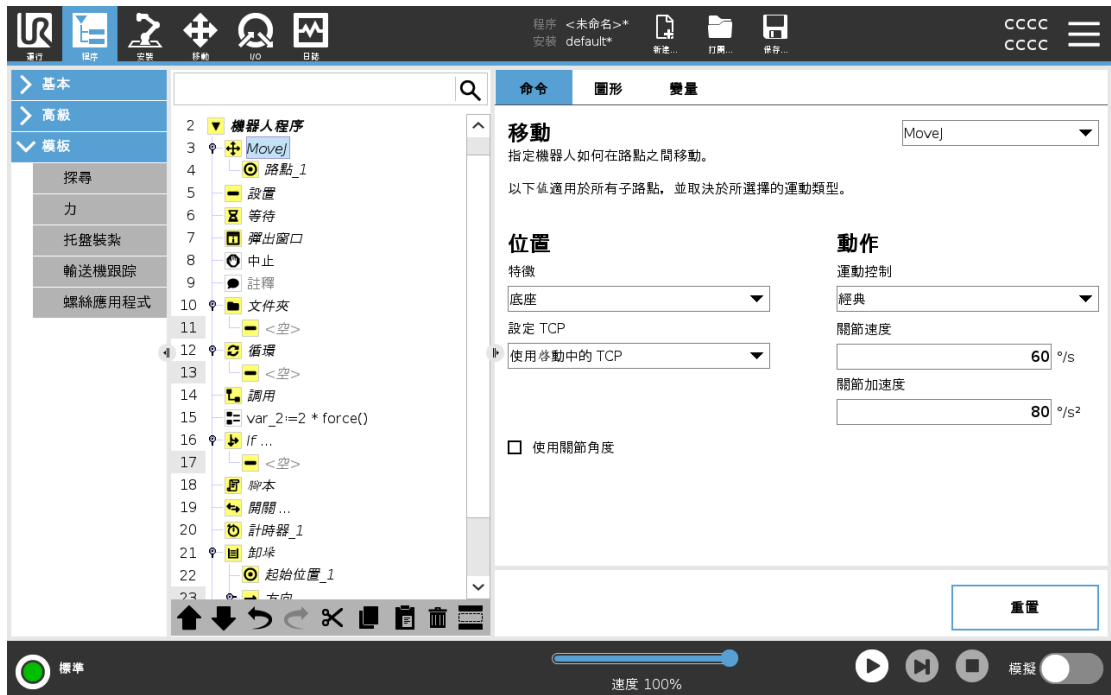 UR
運行
程序
安裝
移動
I/O
日誌
程序 <未命名>*
安裝 default*
新建...
打開...
保存...
CCCC
CCCC
基本
高級
模板
探尋
力
托盤裝紮
輸送機跟踪
螺絲應用程式
2 機器人程序
3 MoveJ
4 路點_1
5 設置
6 等待
7 彈出窗口
8 中止
9 註釋
10 文件夾
11 <空>
12 循環
13 <空>
14 調用
15 var_2:=2 * force()
16 If ...
17 <空>
18 腳本
19 開關 ...
20 計時器_1
21 卸垛
22 起始位置_1
23 方向
命令
圖形
變量
移動
MoveJ
指定機器人如何在路點之間移動。
以下值適用於所有子路點，並取決於所選擇的運動類型。
位置
特徵
底座
設定 TCP
使用啓動中的 TCP
使用關節角度
動作
運動控制
經典
關節速度
60 °/s
關節加速度
80 °/s²
重置
標準
速度 100%
模擬